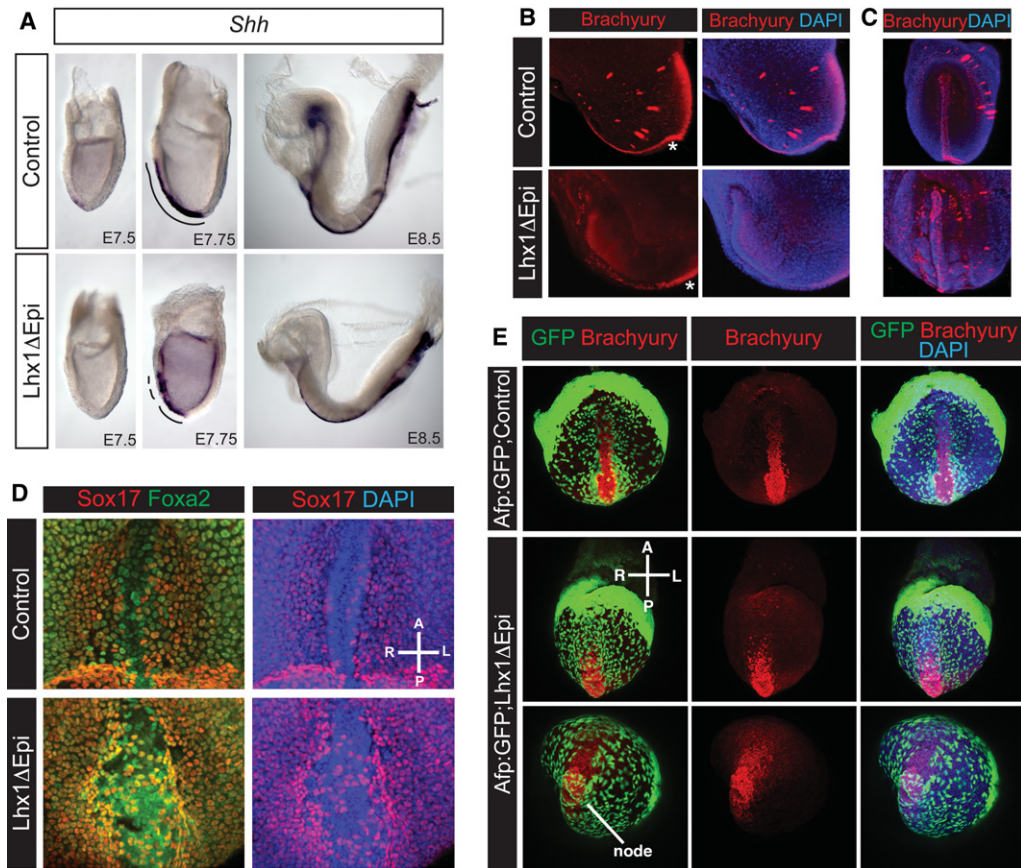 A
Shh
Control
E7.5
E7.75
E8.5
Lhx1ΔEpi
E7.5
E7.75
E8.5
B
Brachyury
Brachyury DAPI
Control
*
Lhx1ΔEpi
*
C
BrachyuryDAPI
D
Sox17 Foxa2
Sox17 DAPI
Control
A
R L
P
Lhx1ΔEpi
E
GFP Brachyury
Brachyury
GFP Brachyury
DAPI
Afp:GFP;Control
Afp:GFP;Lhx1ΔEpi
A
R L
P
node